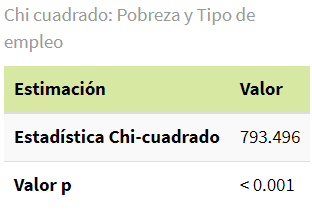 Chi cuadrado: Pobreza y Tipo de
empleo
Estimación Valor
Estadística Chi-cuadrado 793.496
Valor p < 0.001